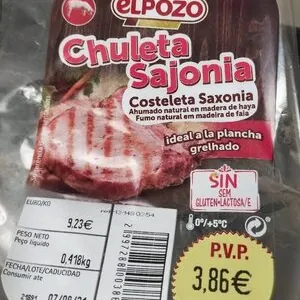 elPOZO
Chuleta
Sajonia
Costeleta Saxonia
Ahumado natural en madera de haya
Fumo natural em madeira de faia
ideal a la plancha
grelhado
SIN
SEM
GLUTEN-LACTOSA/E
0°/+5°C
EURO/KG
9,23€
PESO NETO
Peço líquido
0,418kg
FECHA/LOTE/CADUCIDAD
Consumir até
P.V.P.
3,86€